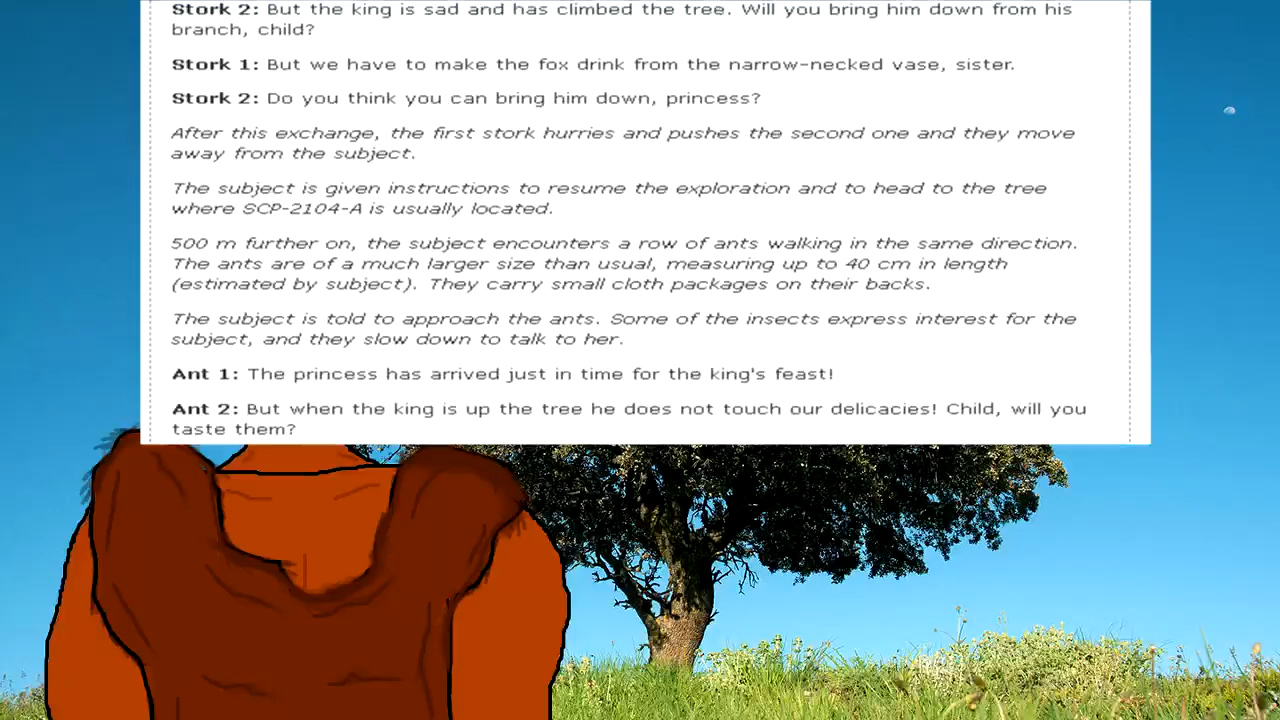 Stork 2: But the king is sad and has climbed the tree. Will you bring him down from his
branch, child?
Stork 1: But we have to make the fox drink from the narrow-necked vase, sister.
Stork 2: Do you think you can bring him down, princess?
After this exchange, the first stork hurries and pushes the second one and they move
away from the subject.
The subject is given instructions to resume the exploration and to head to the tree
where SCP-2104-A is usually located.
500 m further on, the subject encounters a row of ants walking in the same direction.
The ants are of a much larger size than usual, measuring up to 40 cm in length
(estimated by subject). They carry small cloth packages on their backs.
The subject is told to approach the ants. Some of the insects express interest for the
subject, and they slow down to talk to her.
Ant 1: The princess has arrived just in time for the king's feast!
Ant 2: But when the king is up the tree he does not touch our delicacies! Child, will you
taste them?